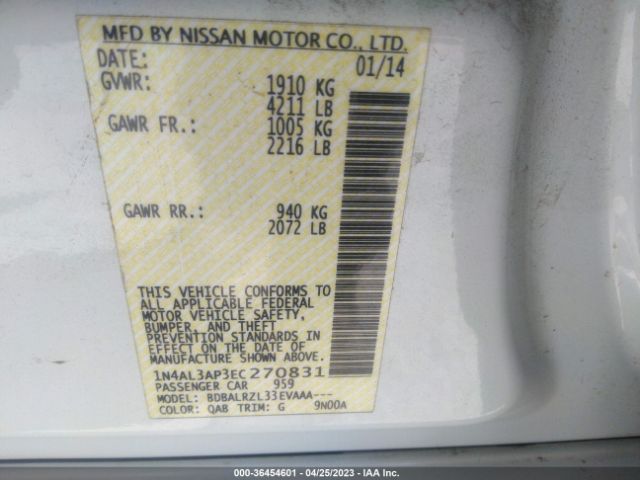 MFD BY NISSAN MOTOR CO., LTD.
DATE: 01/14
GVWR: 1910 KG
4211 LB
GAWR FR.: 1005 KG
2216 LB
GAWR RR.: 940 KG
2072 LB
THIS VEHICLE CONFORMS TO
ALL APPLICABLE FEDERAL
MOTOR VEHICLE SAFETY,
BUMPER, AND THEFT
PREVENTION STANDARDS
IN EFFECT ON THE DATE OF
MANUFACTURE SHOWN ABOVE.
1N4AL3AP3EC270831
PASSENGER CAR 959
MODEL: BDBALRZL33EVAAA---
COLOR: QAB TRIM: G 9N00A
000-36454601 / 04/25/2023 - IAA Inc.